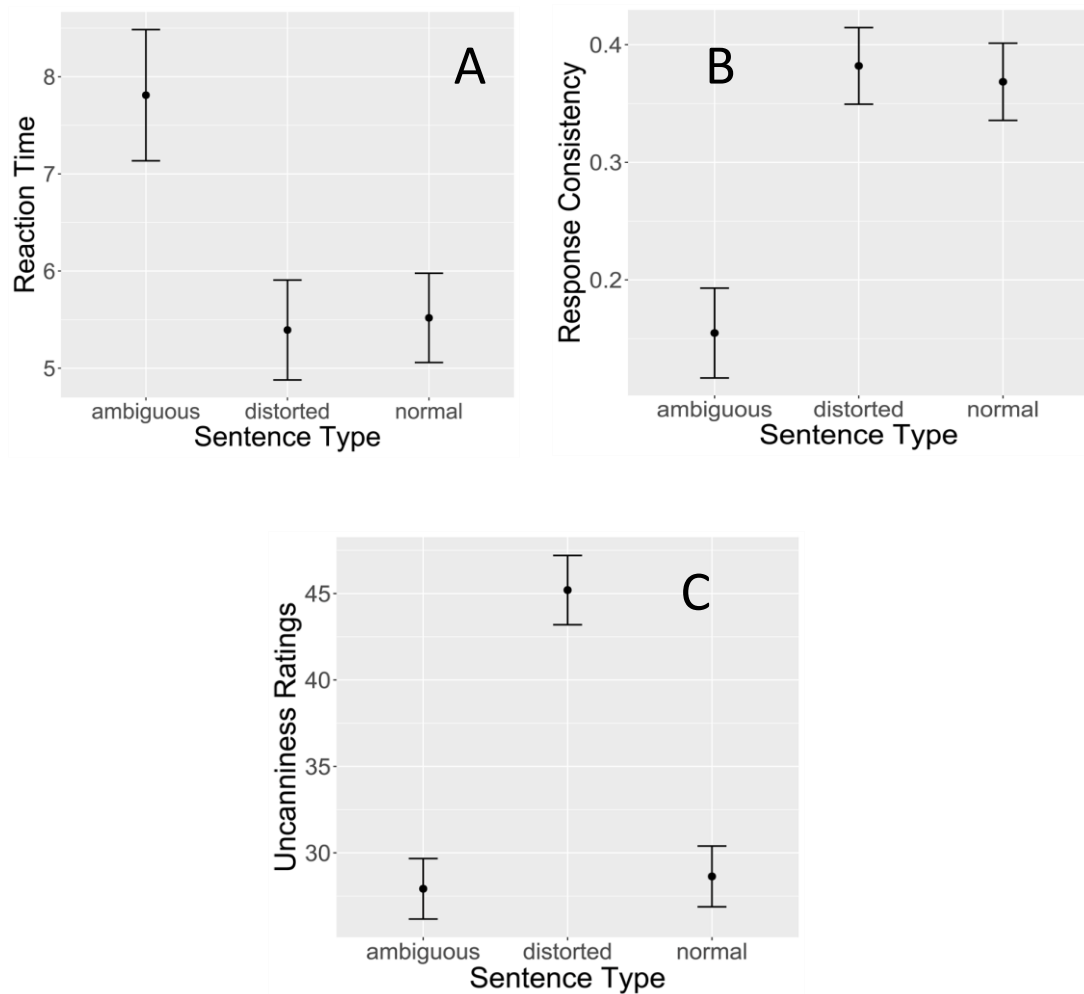 A
8
7
6
5
Reaction Time
ambiguous distorted normal
Sentence Type
B
0.4
0.3
0.2
Response Consistency
ambiguous distorted normal
Sentence Type
C
45
40
35
30
Uncanniness Ratings
ambiguous distorted normal
Sentence Type